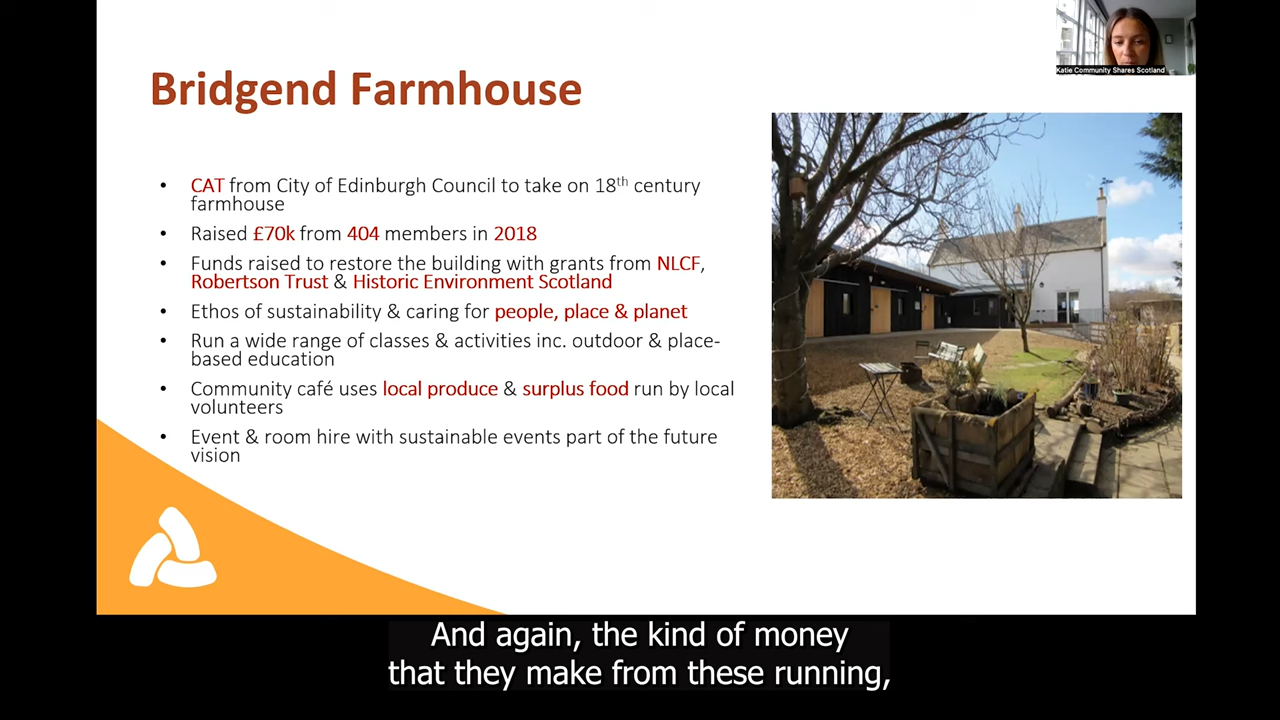 Katie Community Shares Scotland
Bridgend Farmhouse
• CAT from City of Edinburgh Council to take on 18th century
farmhouse
• Raised £70k from 404 members in 2018
• Funds raised to restore the building with grants from NLCF,
Robertson Trust & Historic Environment Scotland
• Ethos of sustainability & caring for people, place & planet
• Run a wide range of classes & activities inc. outdoor & place-
based education
• Community café uses local produce & surplus food run by local
volunteers
• Event & room hire with sustainable events part of the future
vision
And again, the kind of money
that they make from these running,